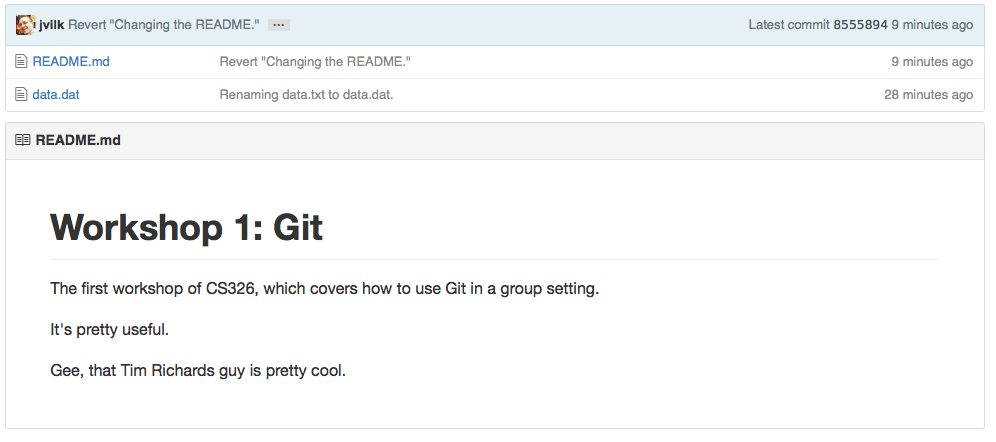 jvilk Revert "Changing the README." ... Latest commit 8555894 9 minutes ago
README.md Revert "Changing the README." 9 minutes ago
data.dat Renaming data.txt to data.dat. 28 minutes ago
README.md
Workshop 1: Git
The first workshop of CS326, which covers how to use Git in a group setting.
It's pretty useful.
Gee, that Tim Richards guy is pretty cool.